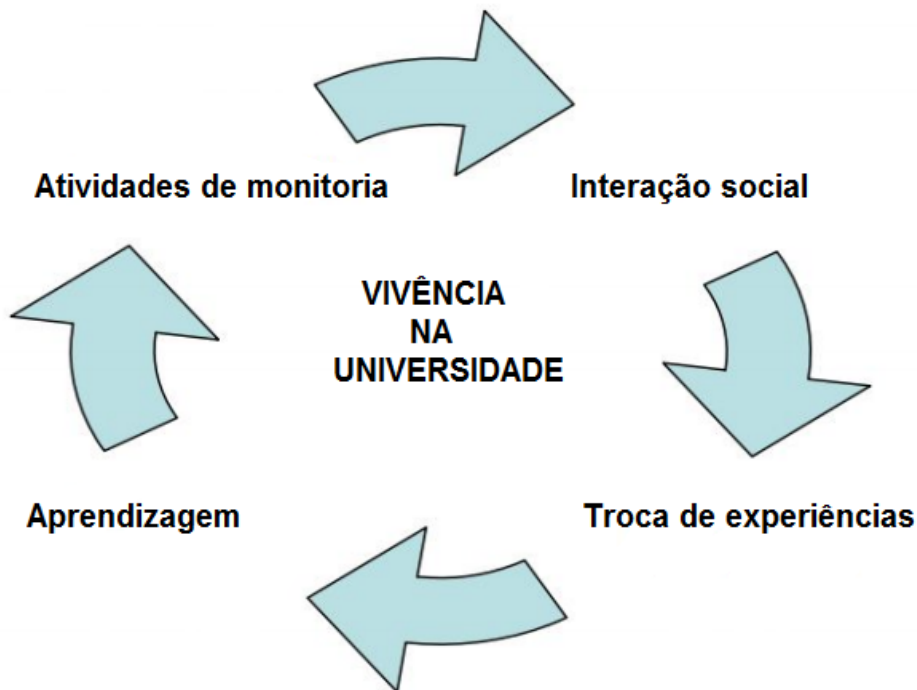 Atividades de monitoria
Interação social
VIVÊNCIA
NA
UNIVERSIDADE
Aprendizagem
Troca de experiências